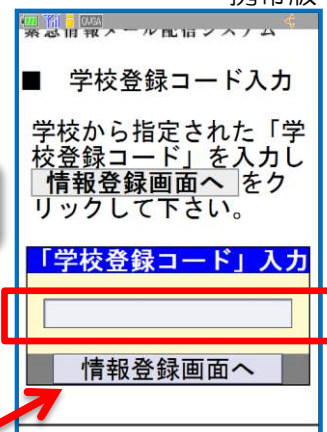 携帯版
緊急情報メール配信システム
■ 学校登録コード入力
学校から指定された「学
校登録コード」を入力し
情報登録画面へ をク
リックして下さい。
「学校登録コード」入力
情報登録画面へ